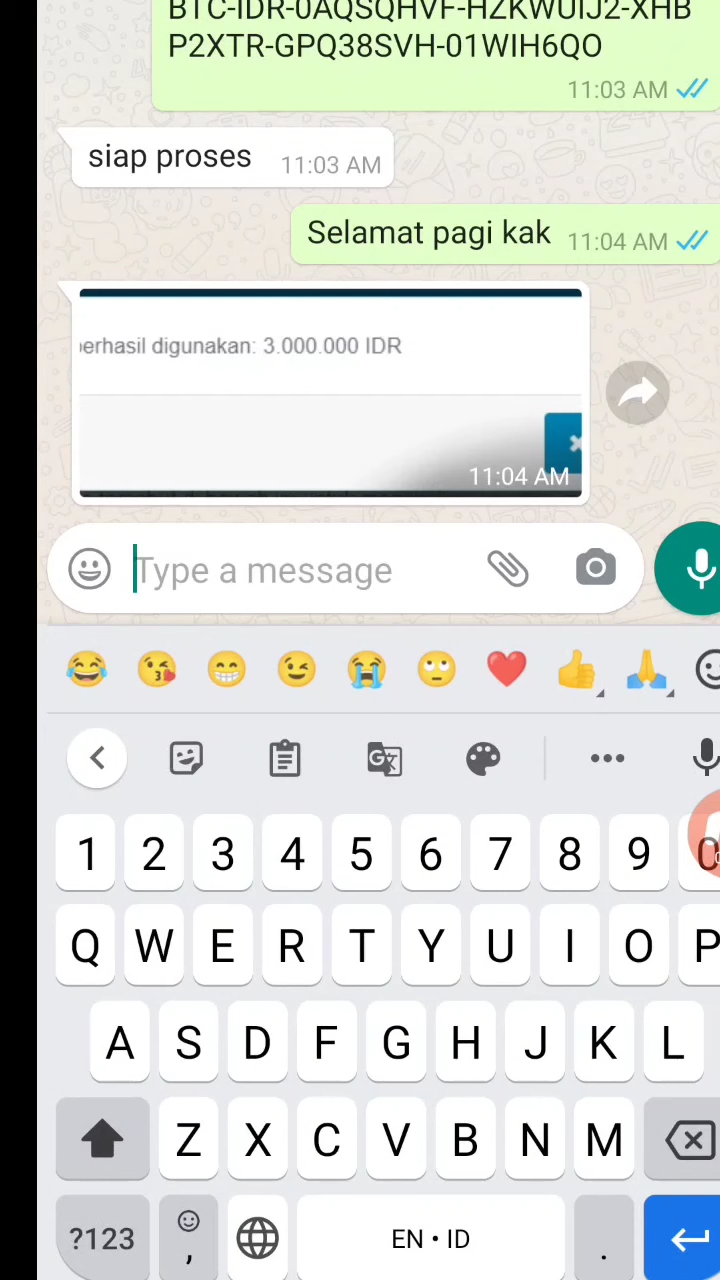 BTC-IDR-0AQSQHVF-HZKWUIJ2-XHB
P2XTR-GPQ38SVH-01WIH6QO
11:03 AM
siap proses 11:03 AM
Selamat pagi kak 11:04 AM
erhasil digunakan: 3.000.000 IDR
11:04 AM
Type a message
1 2 3 4 5 6 7 8 9 0
Q W E R T Y U I O P
A S D F G H J K L
Z X C V B N M
?123 , EN • ID .